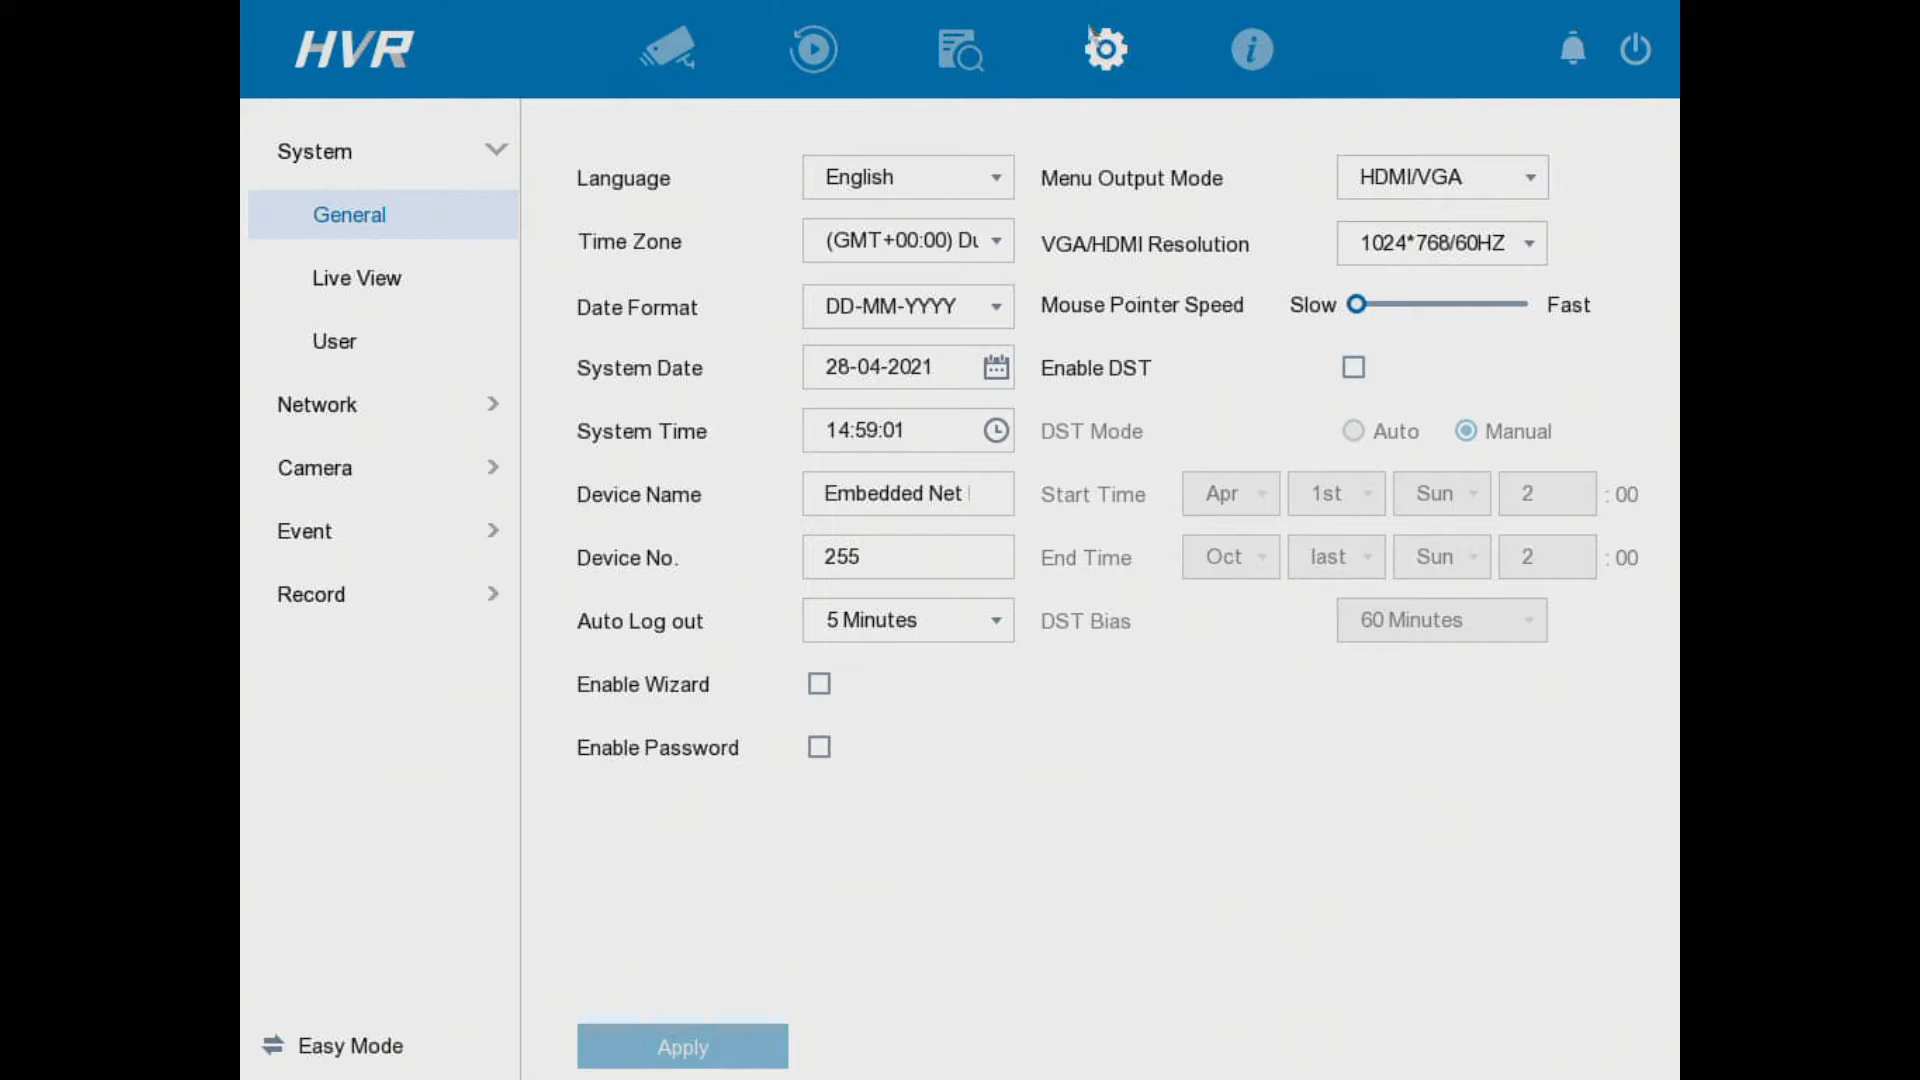 HVR
System
General
Live View
User
Network
Camera
Event
Record
Easy Mode
Language English
Time Zone (GMT+00:00)
Date Format DD-MM-YYYY
System Date 28-04-2021
System Time 14:59:01
Device Name Embedded Net
Device No. 255
Auto Log out 5 Minutes
Enable Wizard
Enable Password
Menu Output Mode HDMI/VGA
VGA/HDMI Resolution 1024*768/60HZ
Mouse Pointer Speed Slow Fast
Enable DST
DST Mode Auto Manual
Start Time Apr 1st Sun 2 : 00
End Time Oct last Sun 2 : 00
DST Bias 60 Minutes
Apply